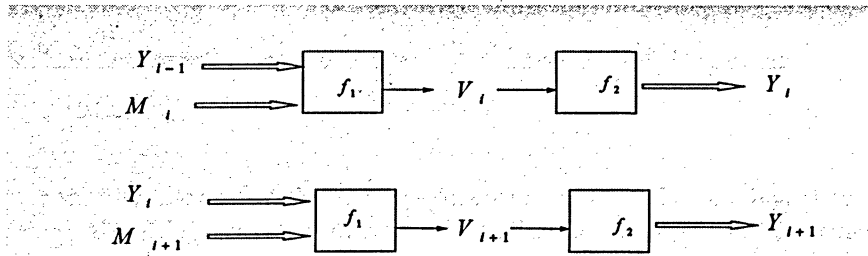 Y_{i-1}
f_1 V_i f_2 Y_i
M_i
Y_i
f_1 V_{i+1} f_2 Y_{i+1}
M_{i+1}